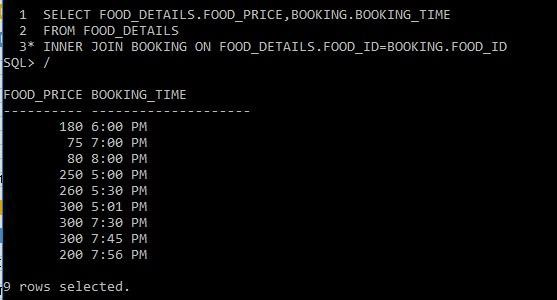 1 SELECT FOOD_DETAILS.FOOD_PRICE,BOOKING.BOOKING_TIME
2 FROM FOOD_DETAILS
3* INNER JOIN BOOKING ON FOOD_DETAILS.FOOD_ID=BOOKING.FOOD_ID
SQL> /
FOOD_PRICE BOOKING_TIME
---------- --------------------
180 6:00 PM
75 7:00 PM
80 8:00 PM
250 5:00 PM
260 5:30 PM
300 5:01 PM
300 7:30 PM
300 7:45 PM
200 7:56 PM
9 rows selected.